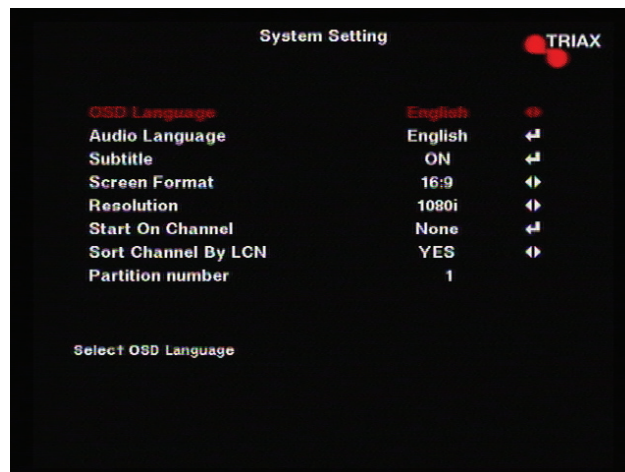 System Setting
TRIAX
OSD Language English
Audio Language English
Subtitle ON
Screen Format 16:9
Resolution 1080i
Start On Channel None
Sort Channel By LCN YES
Partition number 1
Select OSD Language